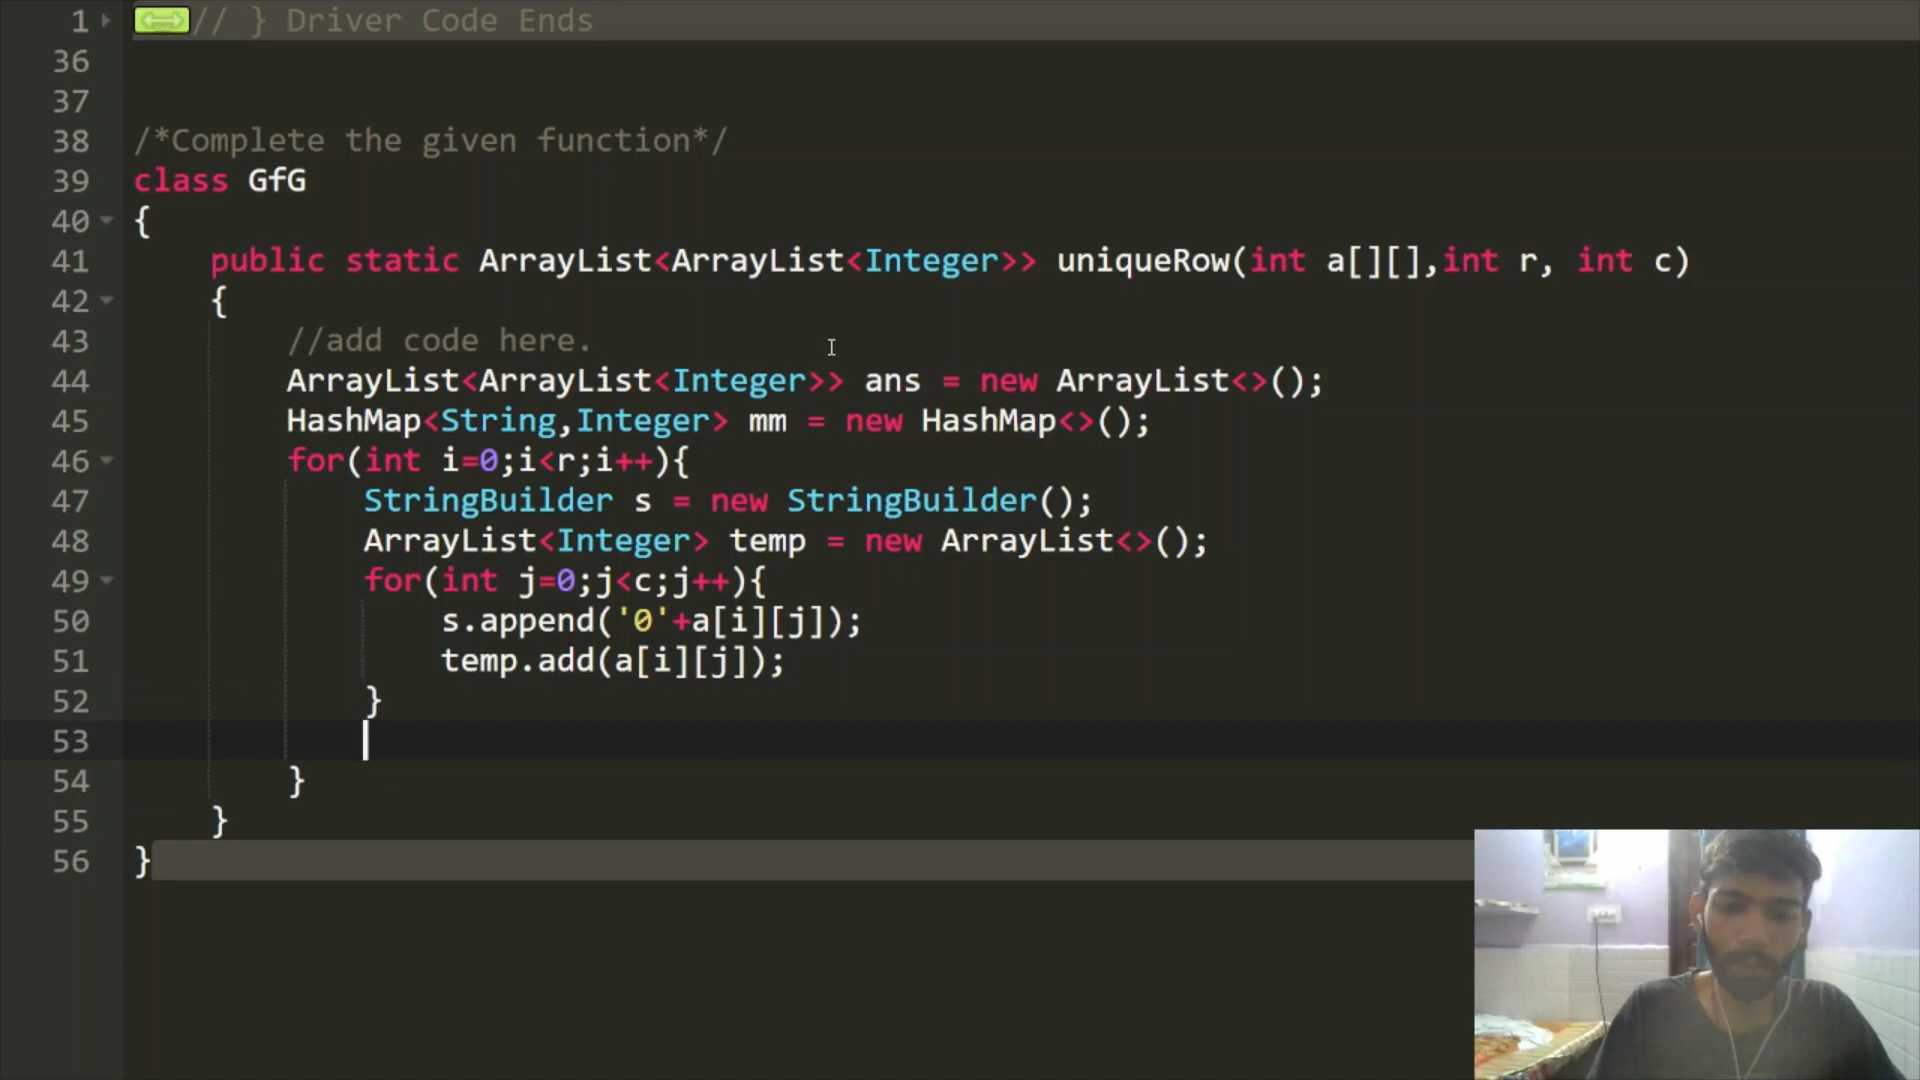 1 // } Driver Code Ends
36
37
38 /*Complete the given function*/
39 class GfG
40 {
41 public static ArrayList<ArrayList<Integer>> uniqueRow(int a[][],int r, int c)
42 {
43 //add code here.
44 ArrayList<ArrayList<Integer>> ans = new ArrayList<>();
45 HashMap<String,Integer> mm = new HashMap<>();
46 for(int i=0;i<r;i++){
47 StringBuilder s = new StringBuilder();
48 ArrayList<Integer> temp = new ArrayList<>();
49 for(int j=0;j<c;j++){
50 s.append('0'+a[i][j]);
51 temp.add(a[i][j]);
52 }
53
54 }
55 }
56 }